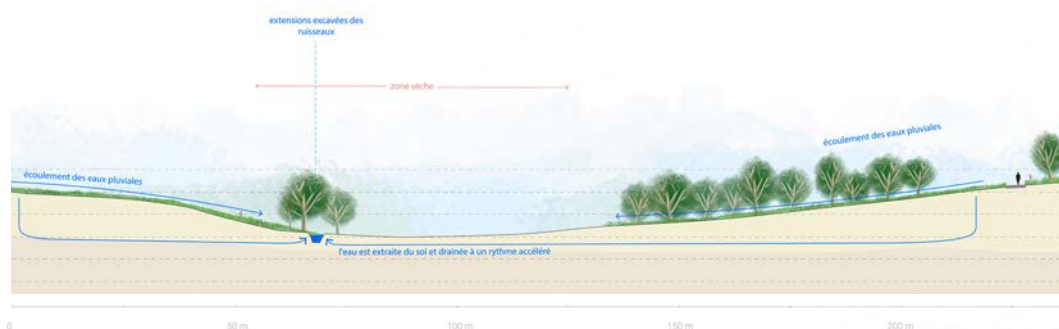 extensions excavées des
ruisseaux
zone sèche
écoulement des eaux pluviales
écoulement des eaux pluviales
l'eau est extraite du sol et drainée à un rythme accéléré
0
50 m
100 m
150 m
200 m